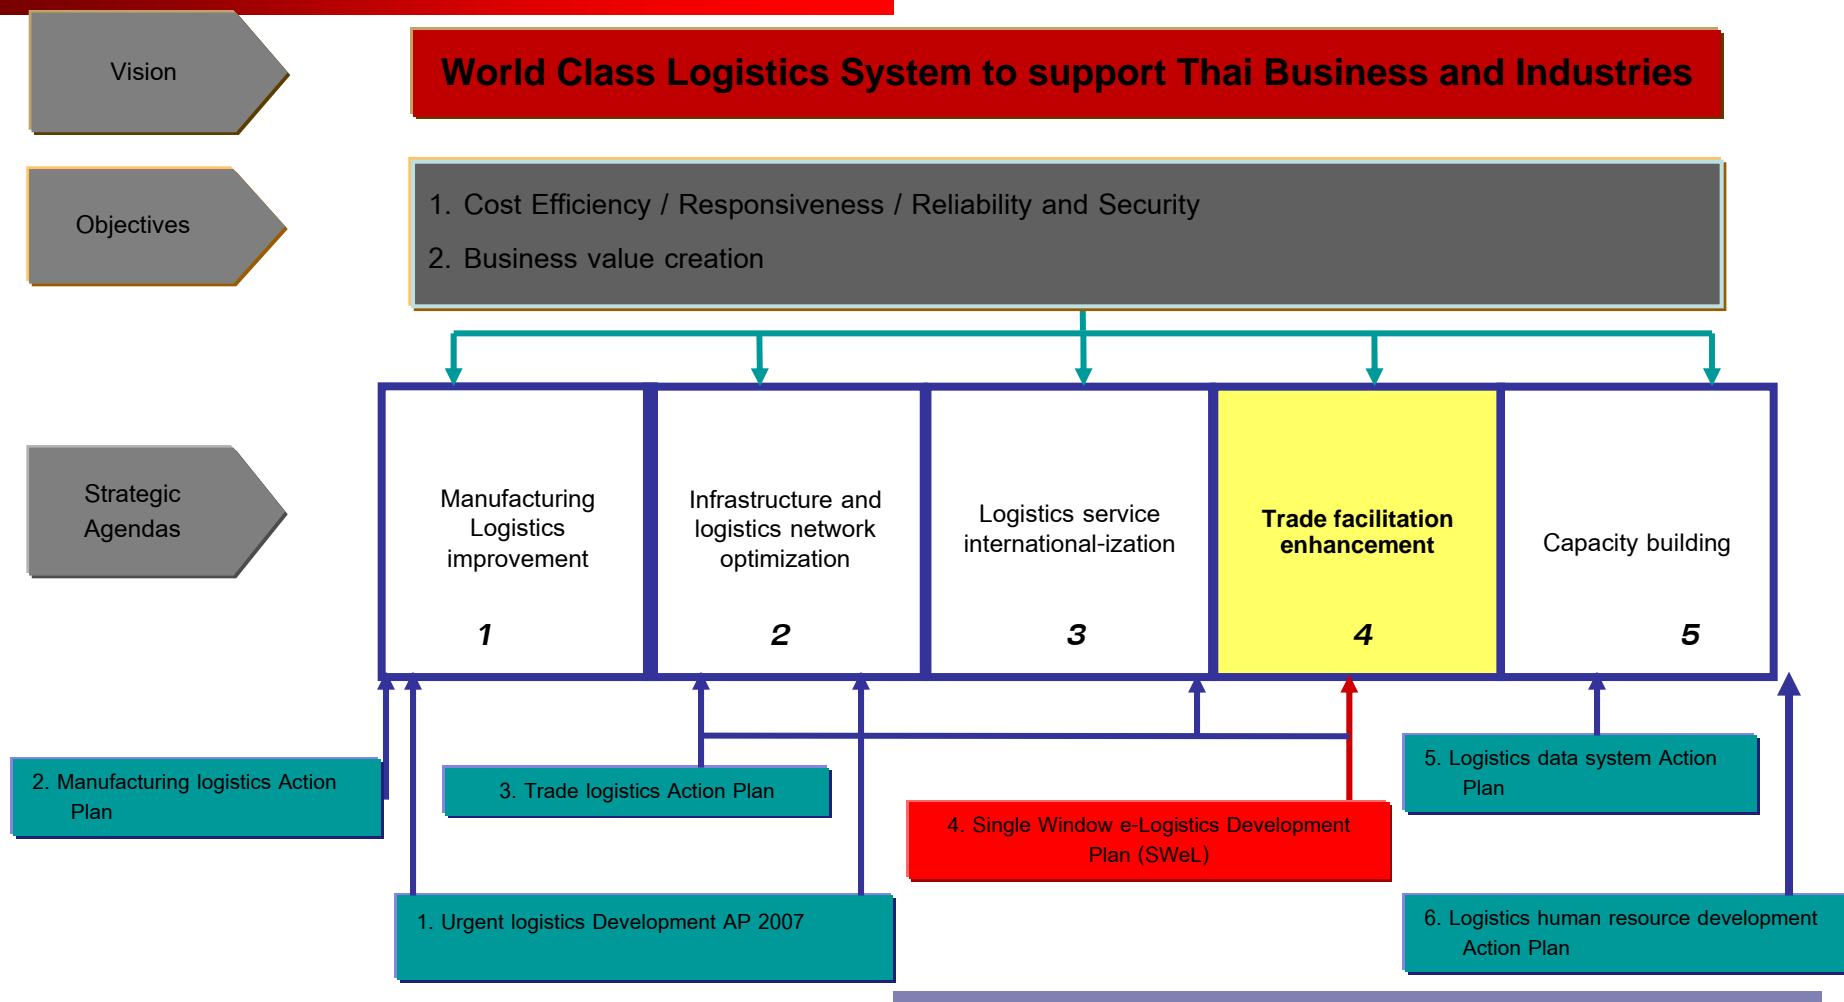 Vision
World Class Logistics System to support Thai Business and Industries
Objectives
1. Cost Efficiency / Responsiveness / Reliability and Security
2. Business value creation
Strategic
Agendas
Manufacturing
Logistics
improvement
1
Infrastructure and
logistics network
optimization
2
Logistics service
international-ization
3
Trade facilitation
enhancement
4
Capacity building
5
2. Manufacturing logistics Action
Plan
3. Trade logistics Action Plan
4. Single Window e-Logistics Development
Plan (SWeL)
5. Logistics data system Action
Plan
1. Urgent logistics Development AP 2007
6. Logistics human resource development
Action Plan